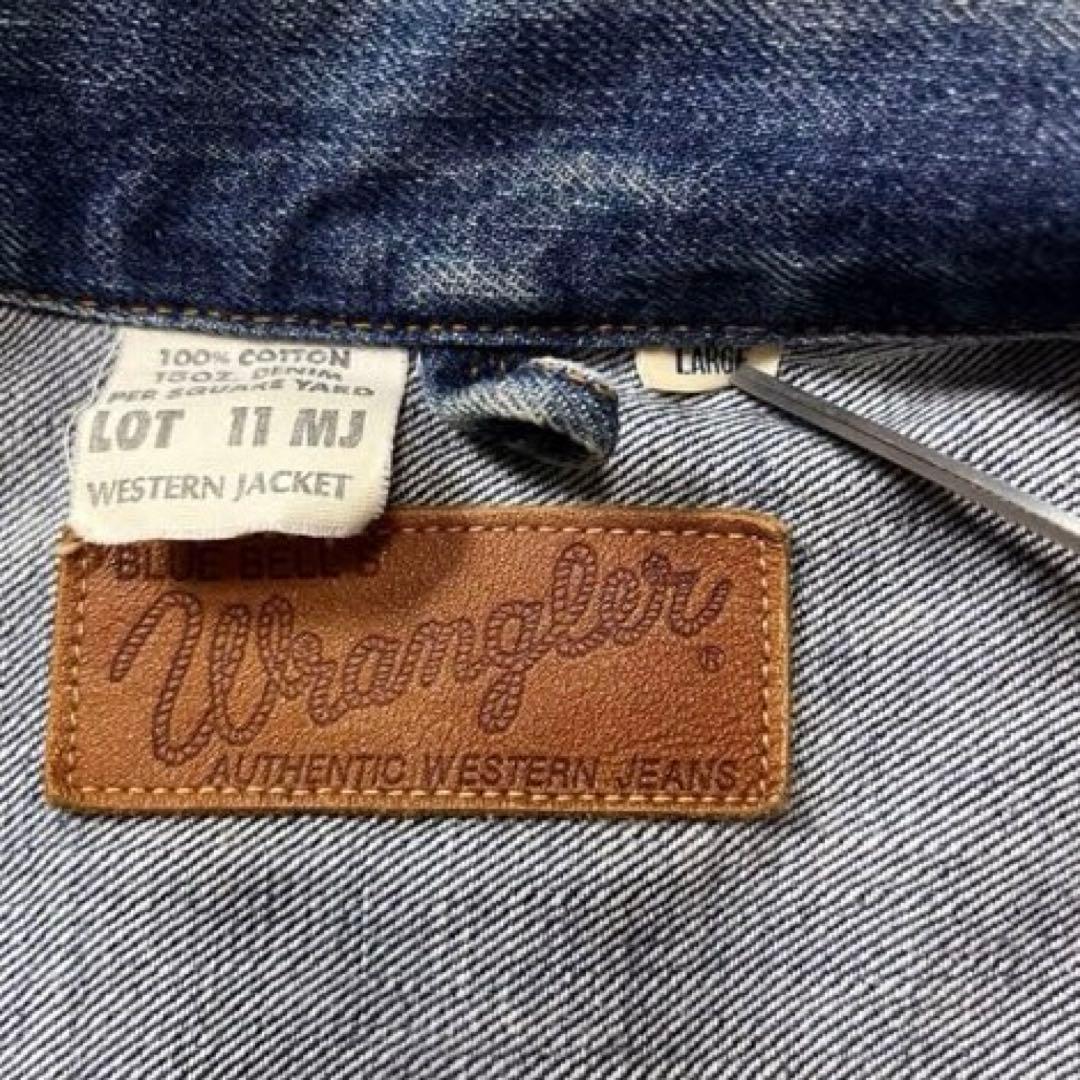 100% COTTON
15OZ. DENIM
PER SQUARE YARD
LOT 11 MJ
WESTERN JACKET
LARGE
BLUE BELL'S
Wrangler
®
AUTHENTIC WESTERN JEANS